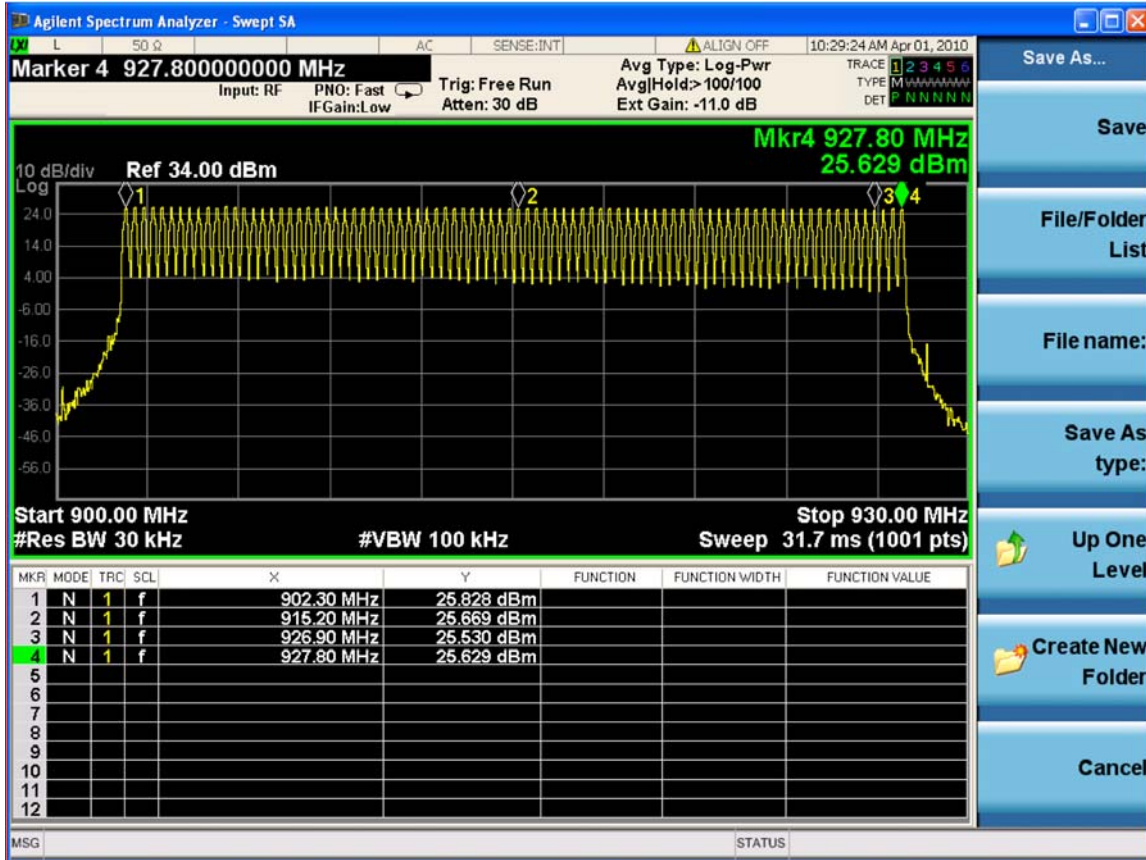 Agilent Spectrum Analyzer - Swept SA
LXI L 50 Ω AC SENSE:INT ALIGN OFF 10:29:24 AM Apr 01, 2010
Marker 4 927.800000000 MHz
Input: RF PNO: Fast IFGain:Low
Trig: Free Run
Atten: 30 dB
Avg Type: Log-Pwr
Avg|Hold:>100/100
Ext Gain: -11.0 dB
TRACE 1 2 3 4 5 6
TYPE M W W W W W
DET P N N N N N
Mkr4 927.80 MHz
25.629 dBm
10 dB/div Ref 34.00 dBm
Log
1 2 3 4
24.0
14.0
4.00
-6.00
-16.0
-26.0
-36.0
-46.0
-56.0
Start 900.00 MHz Stop 930.00 MHz
#Res BW 30 kHz #VBW 100 kHz Sweep 31.7 ms (1001 pts)
MKR MODE TRC SCL X Y FUNCTION FUNCTION WIDTH FUNCTION VALUE
1 N 1 f 902.30 MHz 25.828 dBm
2 N 1 f 915.20 MHz 25.669 dBm
3 N 1 f 926.90 MHz 25.530 dBm
4 N 1 f 927.80 MHz 25.629 dBm
5
6
7
8
9
10
11
12
MSG STATUS
Save As...
Save
File/Folder
List
File name:
Save As
type:
Up One
Level
Create New
Folder
Cancel